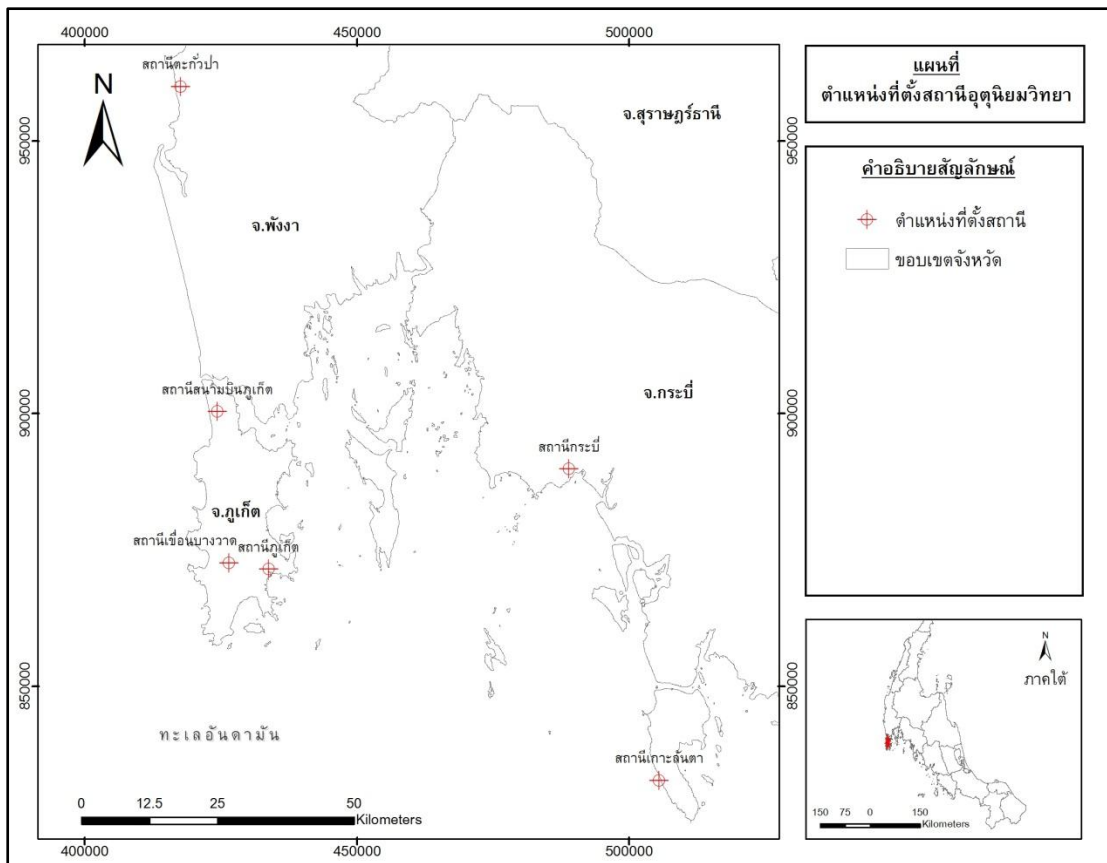 400000
450000
500000
สถานีตะกั่วป่า
N
จ.สุราษฎร์ธานี
950000
950000
จ.พังงา
สถานีสนามบินภูเก็ต
900000
900000
จ.กระบี่
สถานีกระบี่
จ.ภูเก็ต
สถานีเขื่อนบางวาด
สถานีภูเก็ต
850000
850000
ทะเลอันดามัน
สถานีเกาะลันตา
0
12.5
25
50
Kilometers
400000
450000
500000
แผนที่
ตำแหน่งที่ตั้งสถานีอุตุนิยมวิทยา
คำอธิบายสัญลักษณ์
ตำแหน่งที่ตั้งสถานี
ขอบเขตจังหวัด
N
ภาคใต้
150 75 0 150
Kilometers